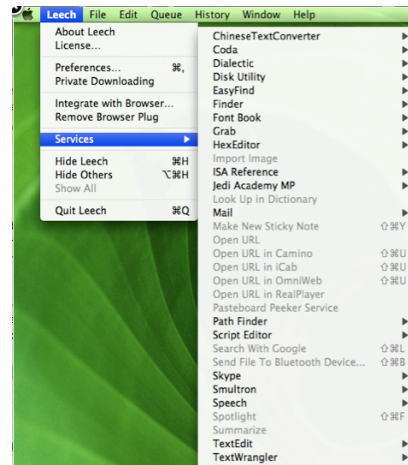 Leech File Edit Queue History Window Help
About Leech
License...
Preferences... ⌘,
Private Downloading
Integrate with Browser...
Remove Browser Plug
Services
Hide Leech ⌘H
Hide Others ⌥⌘H
Show All
Quit Leech ⌘Q
ChineseTextConverter
Coda
Dialectic
Disk Utility
EasyFind
Finder
Font Book
Grab
HexEditor
Import Image
ISA Reference
Jedi Academy MP
Look Up in Dictionary
Mail
Make New Sticky Note ⇧⌘Y
Open URL
Open URL in Camino ⇧⌘U
Open URL in iCab ⇧⌘U
Open URL in OmniWeb ⇧⌘U
Open URL in RealPlayer
Pasteboard Peeker Service
Path Finder
Script Editor
Search With Google ⇧⌘L
Send File To Bluetooth Device... ⇧⌘B
Skype
Smultron
Speech
Spotlight ⇧⌘F
Summarize
TextEdit
TextWrangler